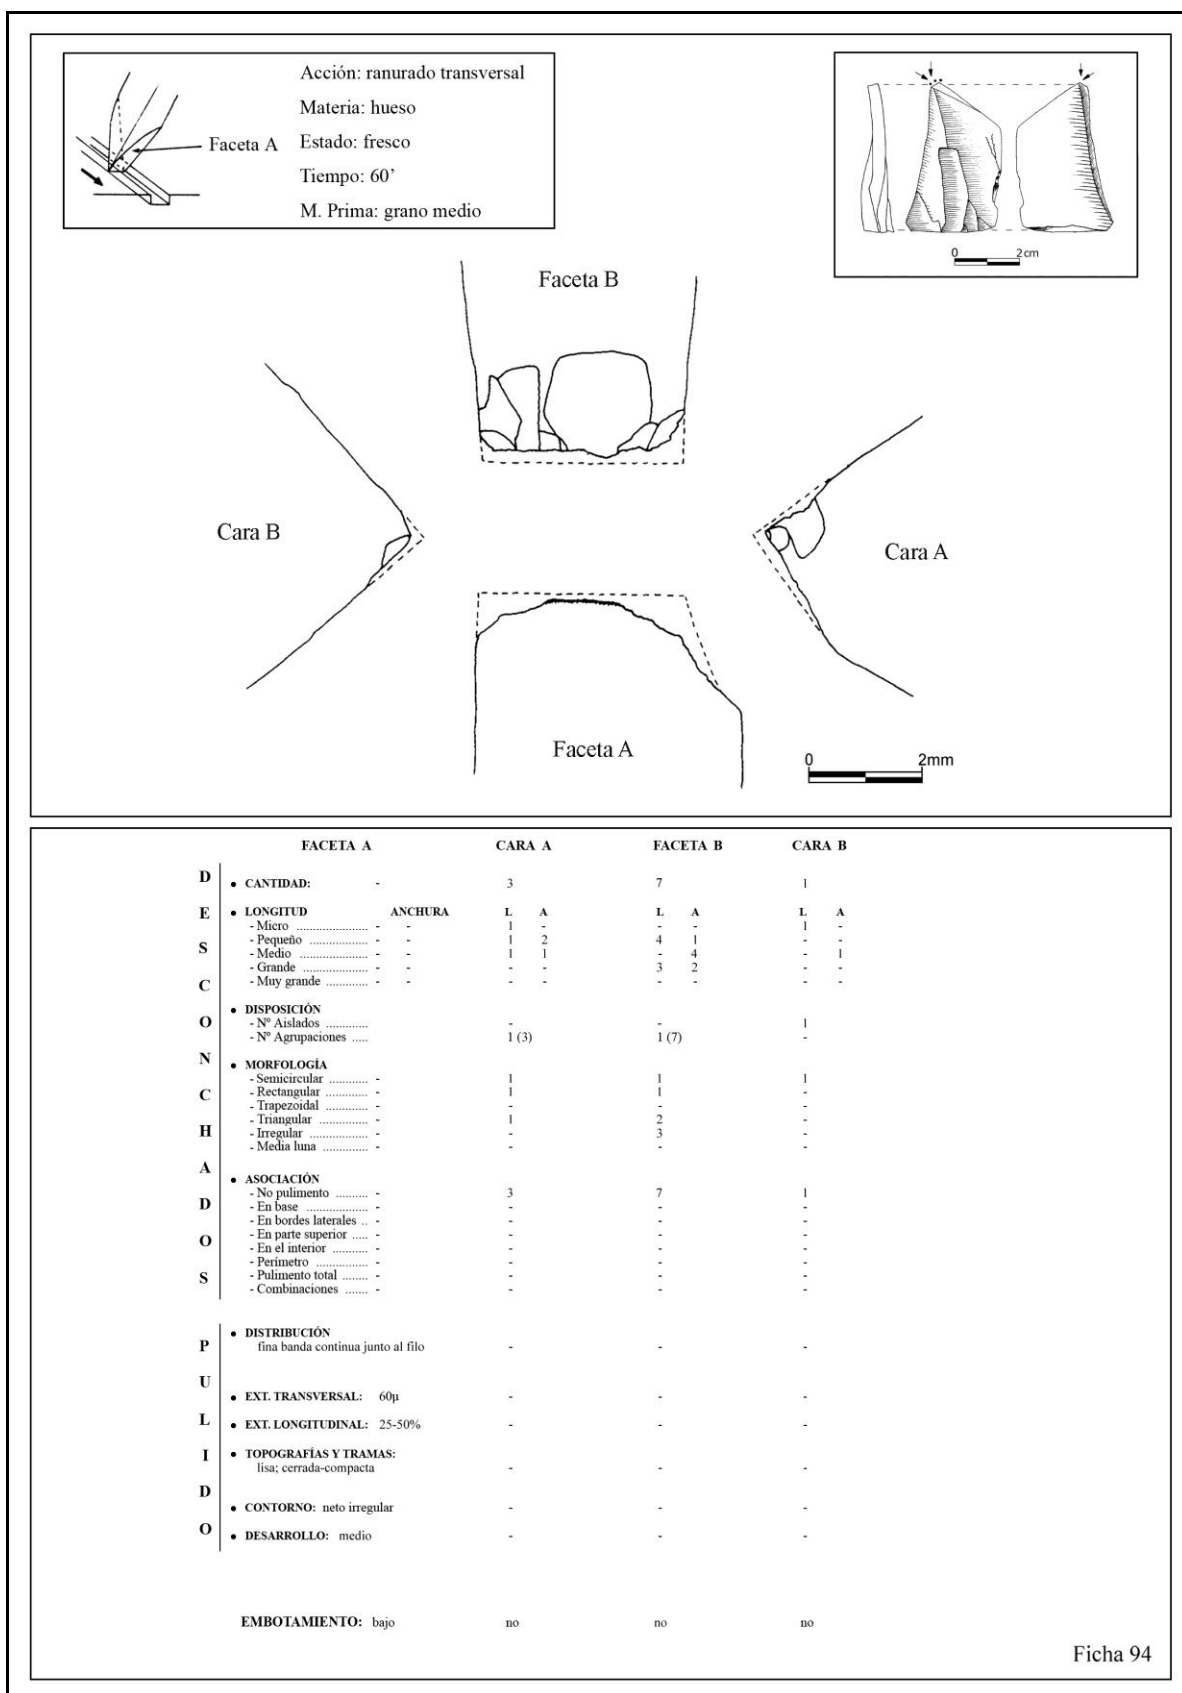 Acción: ranurado transversal
Materia: hueso
Faceta A
Estado: fresco
Tiempo: 60’
M. Prima: grano medio
0 2cm
Faceta B
Cara B
Cara A
Faceta A
0 2mm
FACETA A CARA A FACETA B CARA B
DESCONCHADOS
• CANTIDAD: - 3 7 1
• LONGITUD ANCHURA L A L A L A
- Micro ...................... - - 1 - - - 1 -
- Pequeño .................. - - 1 2 4 1 - -
- Medio ...................... - - 1 1 - 4 - 1
- Grande .................... - - - - 3 2 - -
- Muy grande ............. - - - - - - - -
• DISPOSICIÓN
- Nº Aislados ............. - - 1
- Nº Agrupaciones ..... 1 (3) 1 (7) -
• MORFOLOGÍA
- Semicircular ............ - 1 1 1
- Rectangular ............. - 1 1 -
- Trapezoidal ............. - - - -
- Triangular ............... - 1 2 -
- Irregular .................. - - 3 -
- Media luna .............. - - - -
• ASOCIACIÓN
- No pulimento .......... - 3 7 1
- En base ................... - - - -
- En bordes laterales .. - - - -
- En parte superior ..... - - - -
- En el interior ........... - - - -
- Perímetro ................ - - - -
- Pulimento total ........ - - - -
- Combinaciones ....... - - - -
PULIDO
• DISTRIBUCIÓN
fina banda continua junto al filo - - -
• EXT. TRANSVERSAL: 60µ - - -
• EXT. LONGITUDINAL: 25-50% - - -
• TOPOGRAFÍAS Y TRAMAS:
lisa; cerrada-compacta - - -
• CONTORNO: neto irregular - - -
• DESARROLLO: medio - - -
EMBOTAMIENTO: bajo no no no
Ficha 94